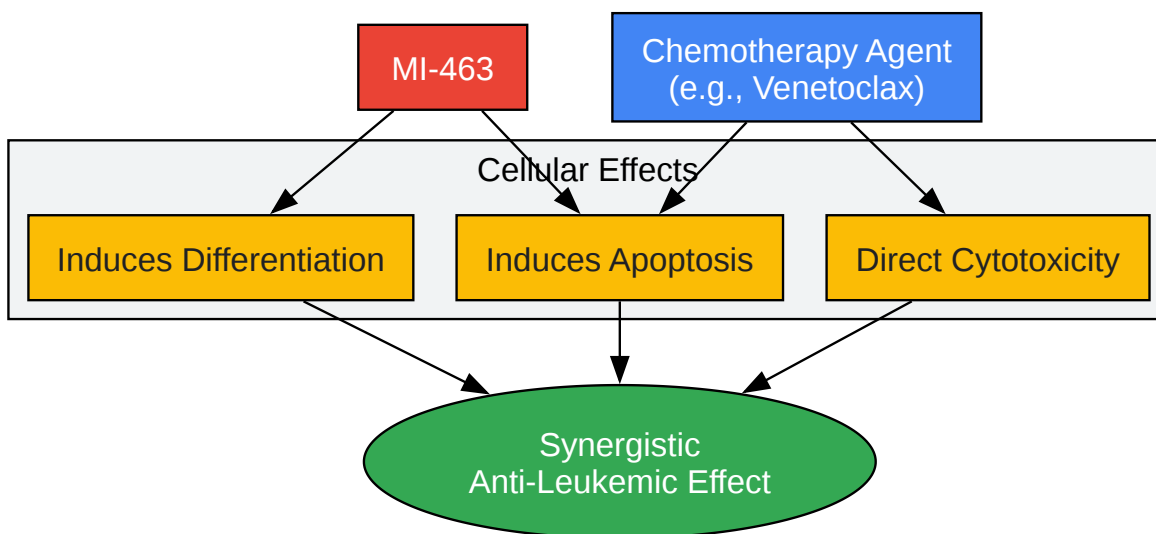 MI-463
Chemotherapy Agent
(e.g., Venetoclax)
Cellular Effects
Induces Differentiation
Induces Apoptosis
Direct Cytotoxicity
Synergistic
Anti-Leukemic Effect